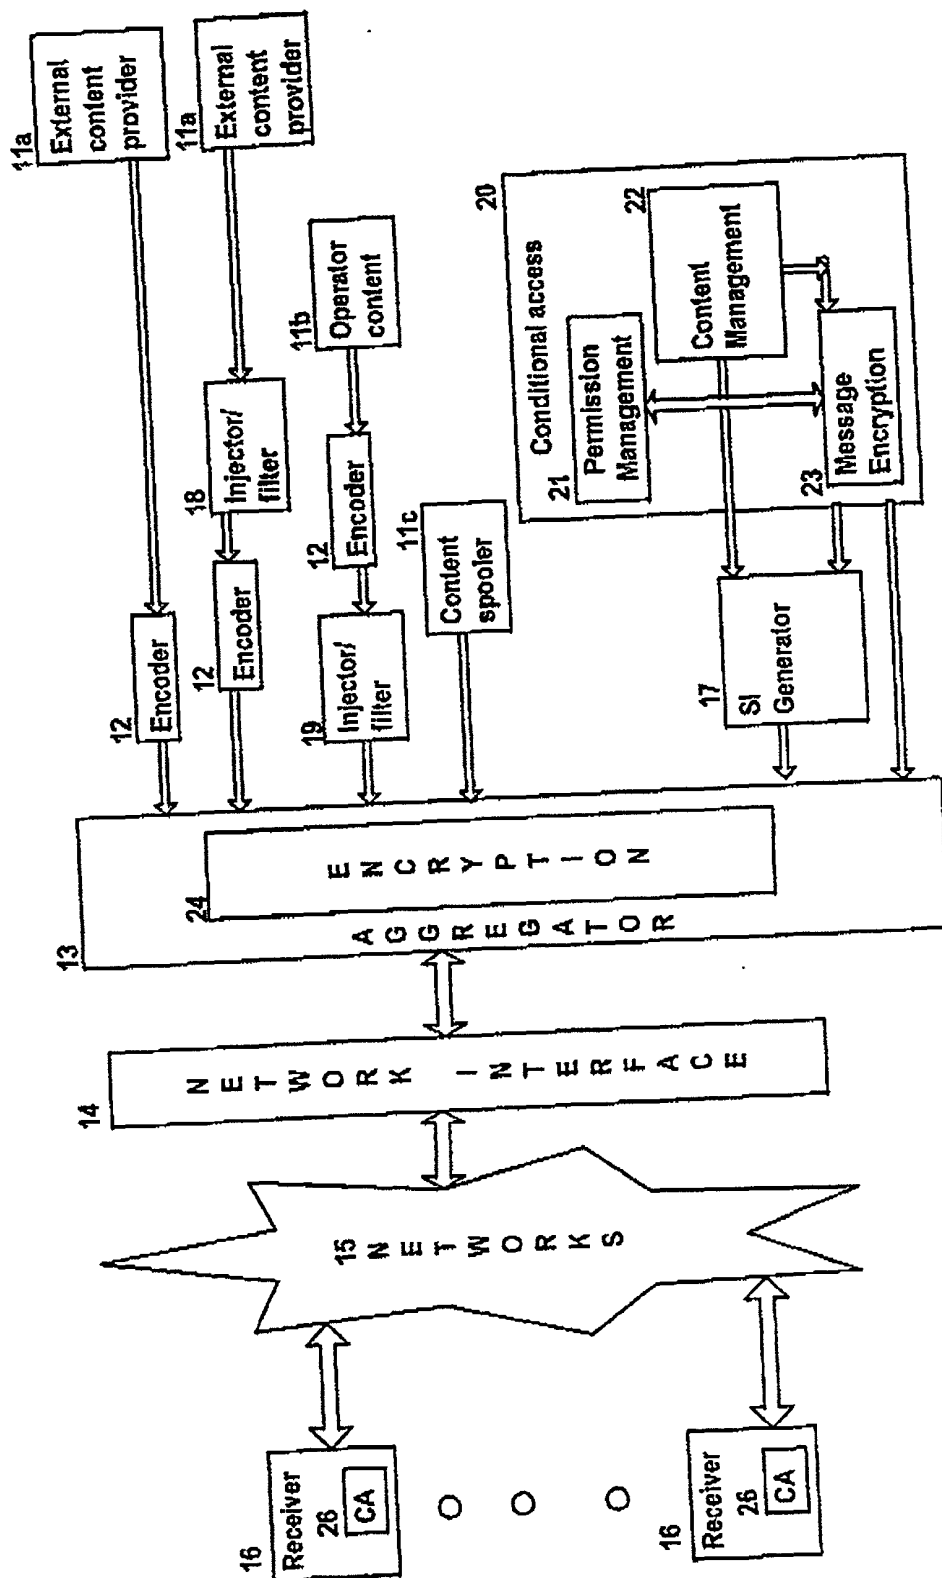 16
Receiver
26
CA
16
Receiver
26
CA
15
NETWORKS
14
NETWORK INTERFACE
13
AGGREGATOR
24
ENCRYPTION
12
Encoder
11a
External
content
provider
12
Encoder
18
Injector/
filter
11a
External
content
provider
19
Injector/
filter
12
Encoder
11b
Operator
content
11c
Content
spooler
17
SI
Generator
20
Conditional access
21
Permission
Management
22
Content
Management
23
Message
Encryption